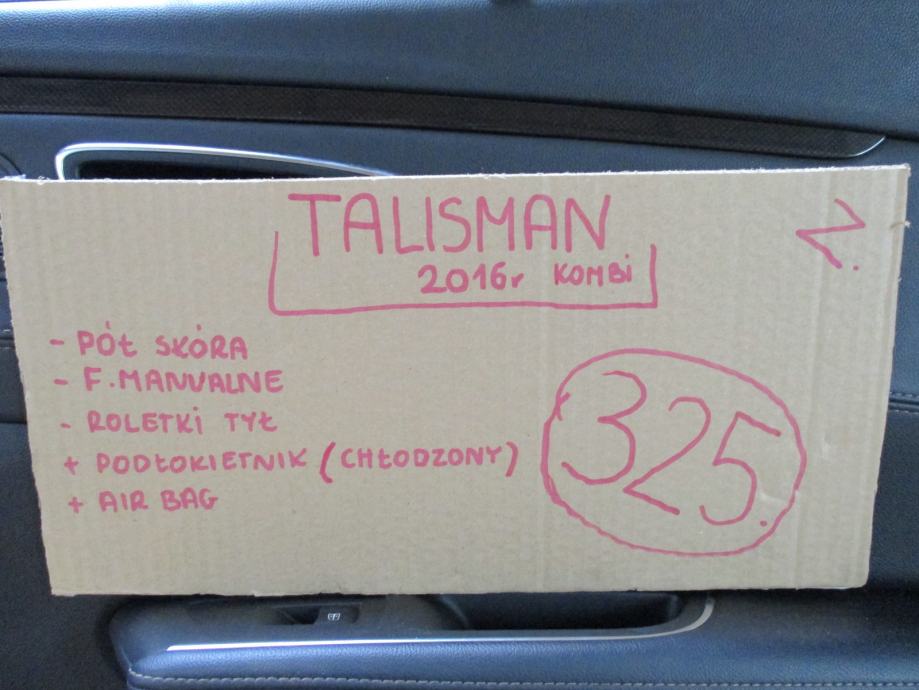 TALISMAN
2016r KOMBi
Z.
- PÓŁ SKÓRA
- F. MANUALNE
- ROLETKi TYŁ
+ PODŁOKIETNIK (CHŁODZONY)
+ AIR BAG
325.